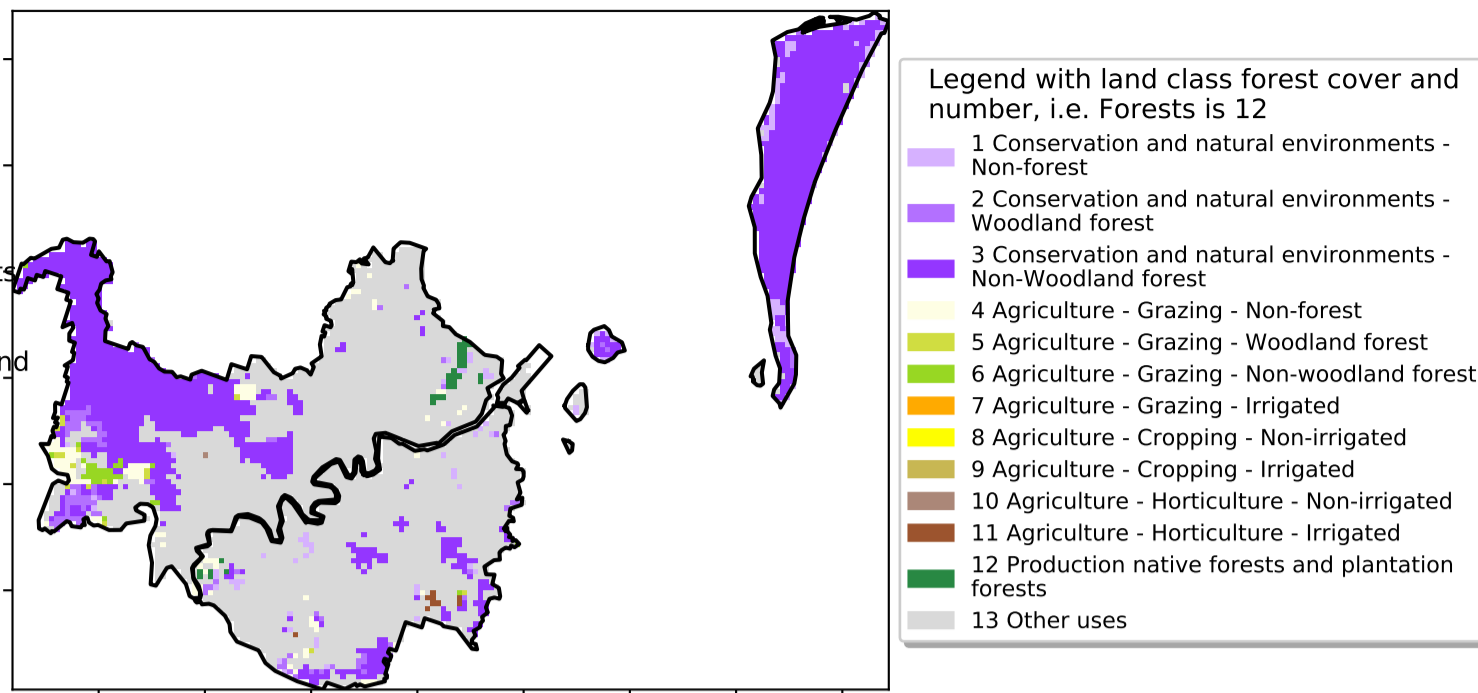 ts
nd
Legend with land class forest cover and
number, i.e. Forests is 12
1 Conservation and natural environments -
Non-forest
2 Conservation and natural environments -
Woodland forest
3 Conservation and natural environments -
Non-Woodland forest
4 Agriculture - Grazing - Non-forest
5 Agriculture - Grazing - Woodland forest
6 Agriculture - Grazing - Non-woodland forest
7 Agriculture - Grazing - Irrigated
8 Agriculture - Cropping - Non-irrigated
9 Agriculture - Cropping - Irrigated
10 Agriculture - Horticulture - Non-irrigated
11 Agriculture - Horticulture - Irrigated
12 Production native forests and plantation
forests
13 Other uses